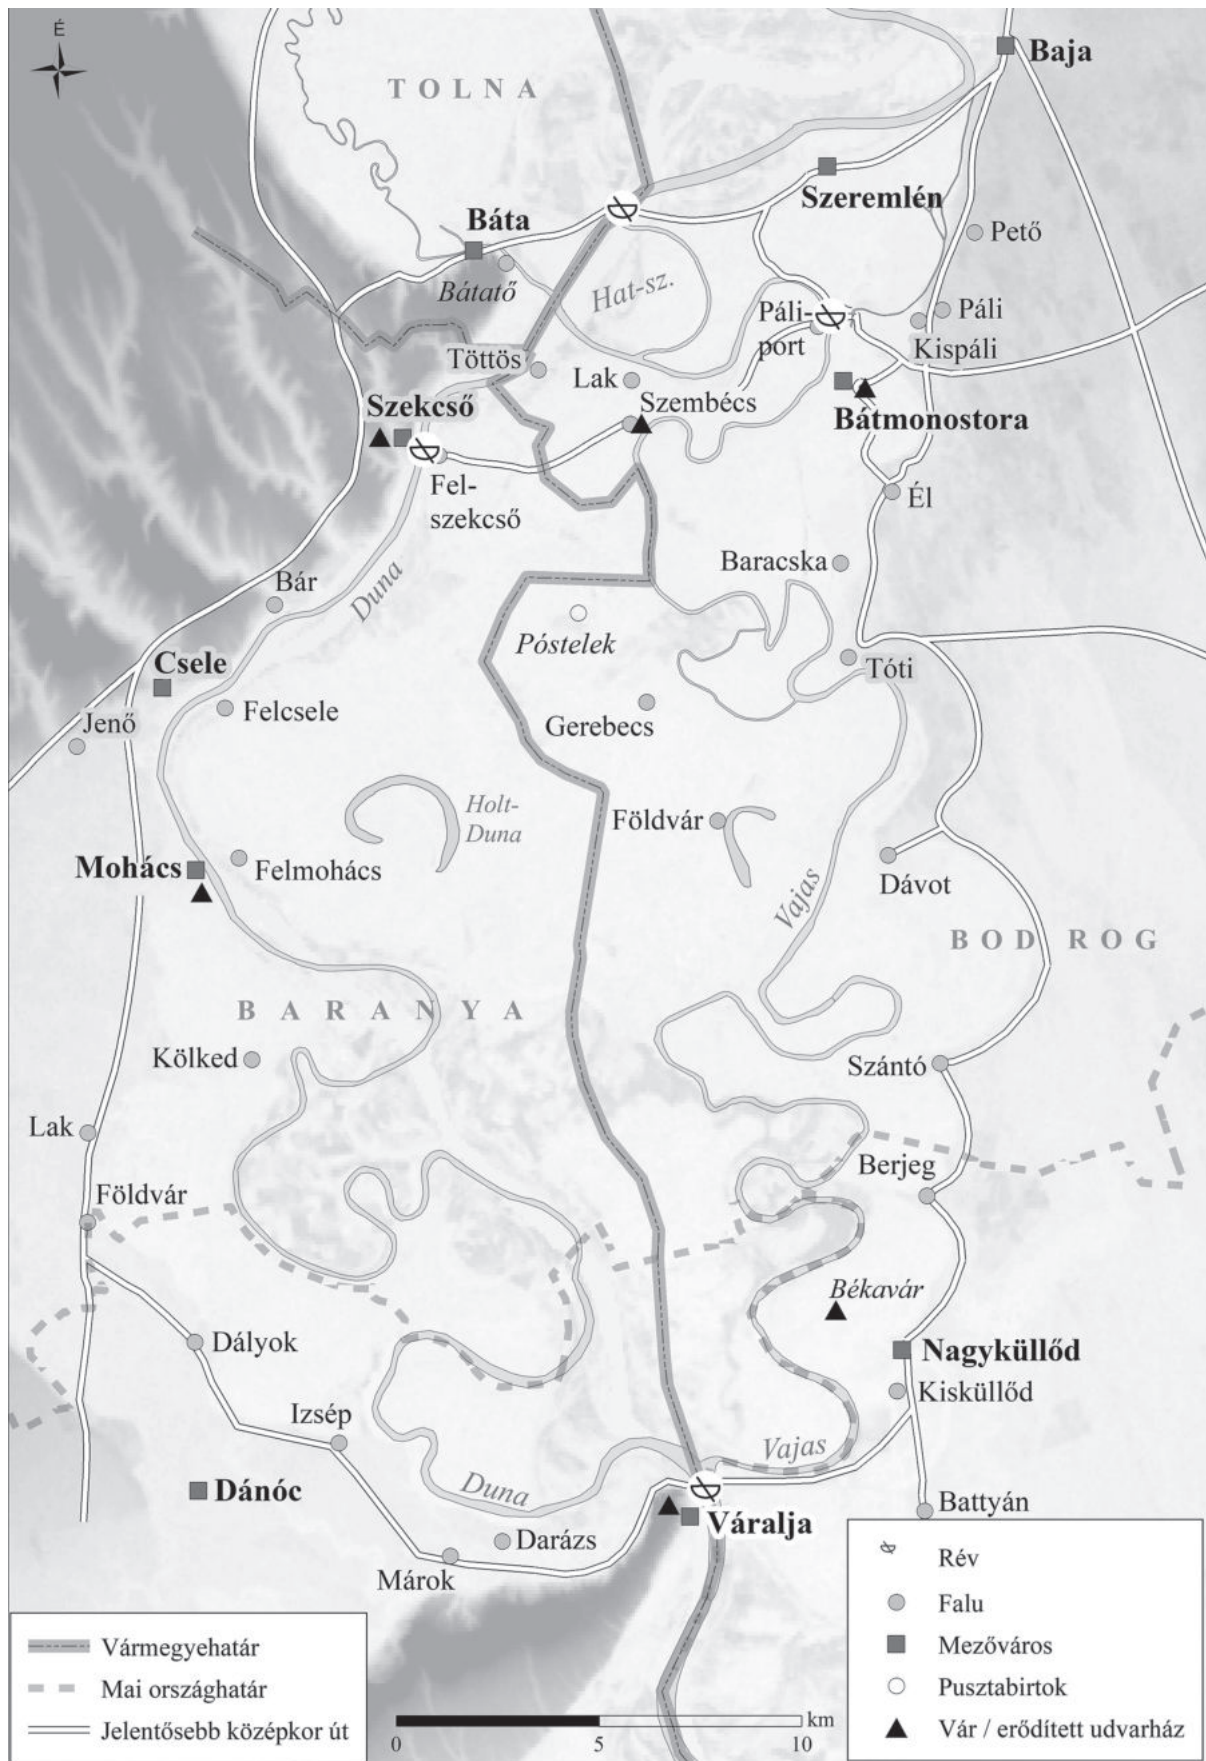 É
TOLNA
Baja
Szeremlén
Báta
Pető
Bátatő
Hat-sz.
Páli-
port
Páli
Kispáli
Töttös
Lak
Szekcső
Szembécs
Bátmonostora
Fel-
szekcső
Él
Baracska
Duna
Bár
Póstelek
Csele
Tóti
Felcsele
Gerebecs
Jenő
Holt-
Duna
Földvár
Mohács
Felmohács
Dávot
Vajas
BODROG
BARANYA
Kölked
Szántó
Lak
Berjeg
Földvár
Békavár
Dályok
Nagyküllőd
Kisküllőd
Izsép
Vajas
Dánóc
Duna
Battyán
Váralja
Darázs
Márok
Rév
Falu
Mezőváros
Pusztabirtok
Vár / erődített udvarház
Vármegyehatár
Mai országhatár
Jelentősebb középkor út
km
0
5
10